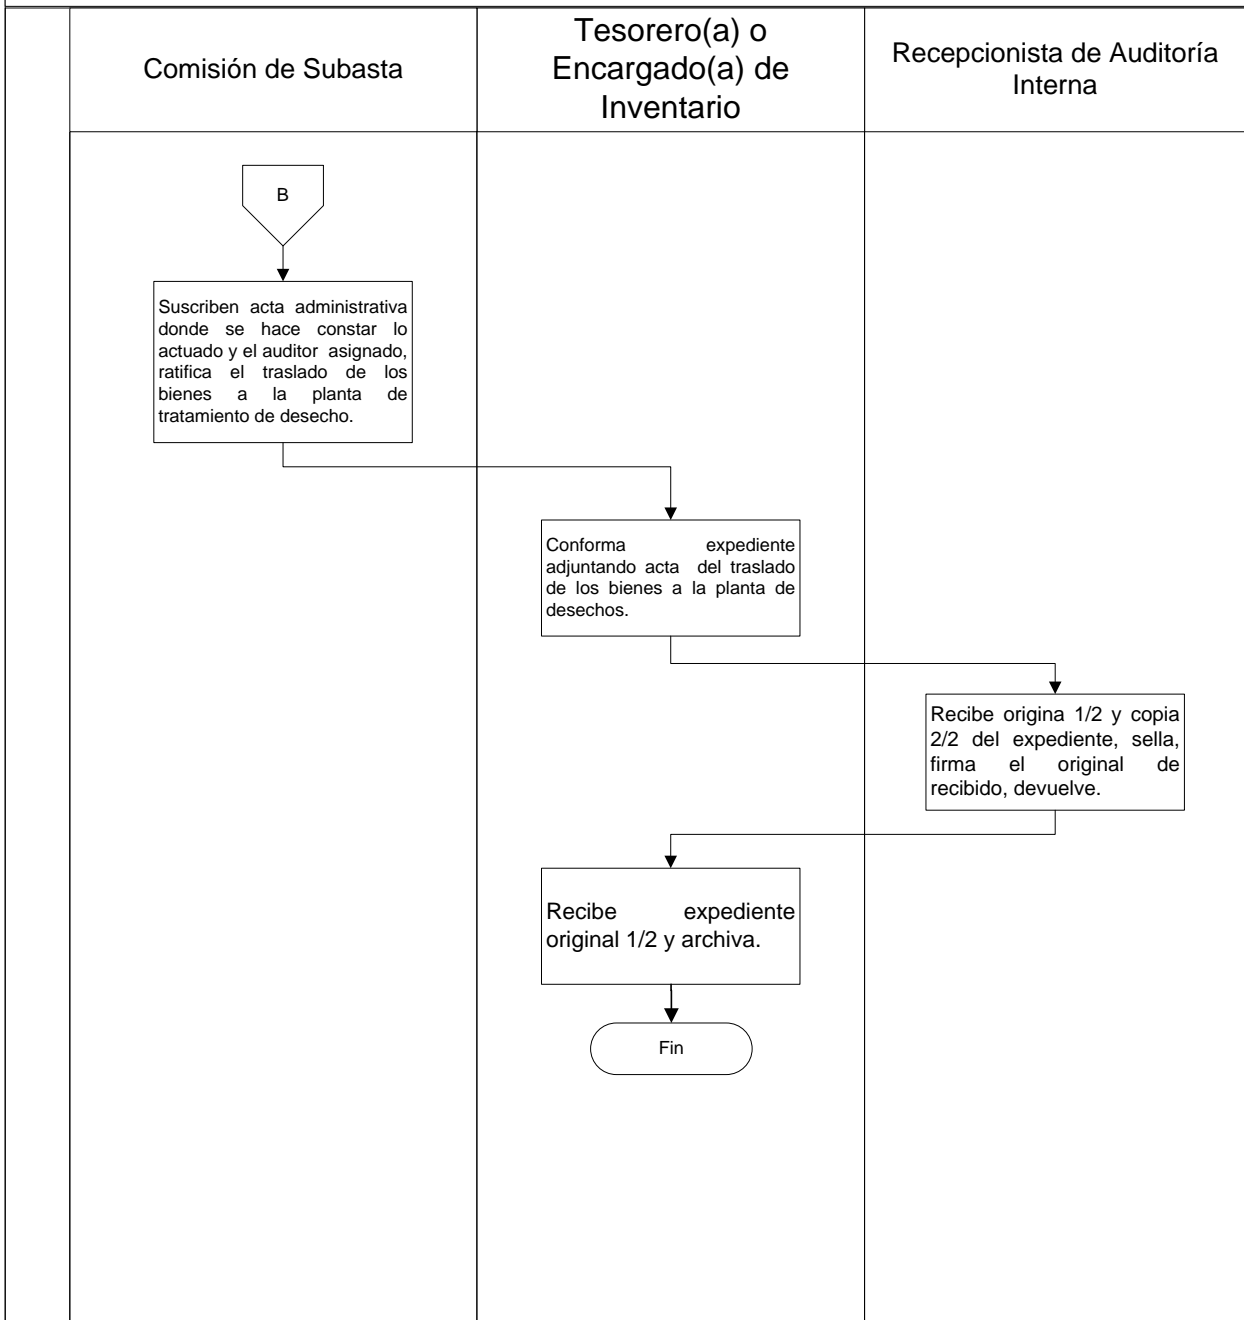 Comisión de Subasta
Tesorero(a) o
Encargado(a) de
Inventario
Recepcionista de Auditoría
Interna
B
Suscriben acta administrativa
donde se hace constar lo
actuado y el auditor asignado,
ratifica el traslado de los
bienes a la planta de
tratamiento de desecho.
Conforma expediente
adjuntando acta del traslado
de los bienes a la planta de
desechos.
Recibe origina 1/2 y copia
2/2 del expediente, sella,
firma el original de
recibido, devuelve.
Recibe expediente
original 1/2 y archiva.
Fin